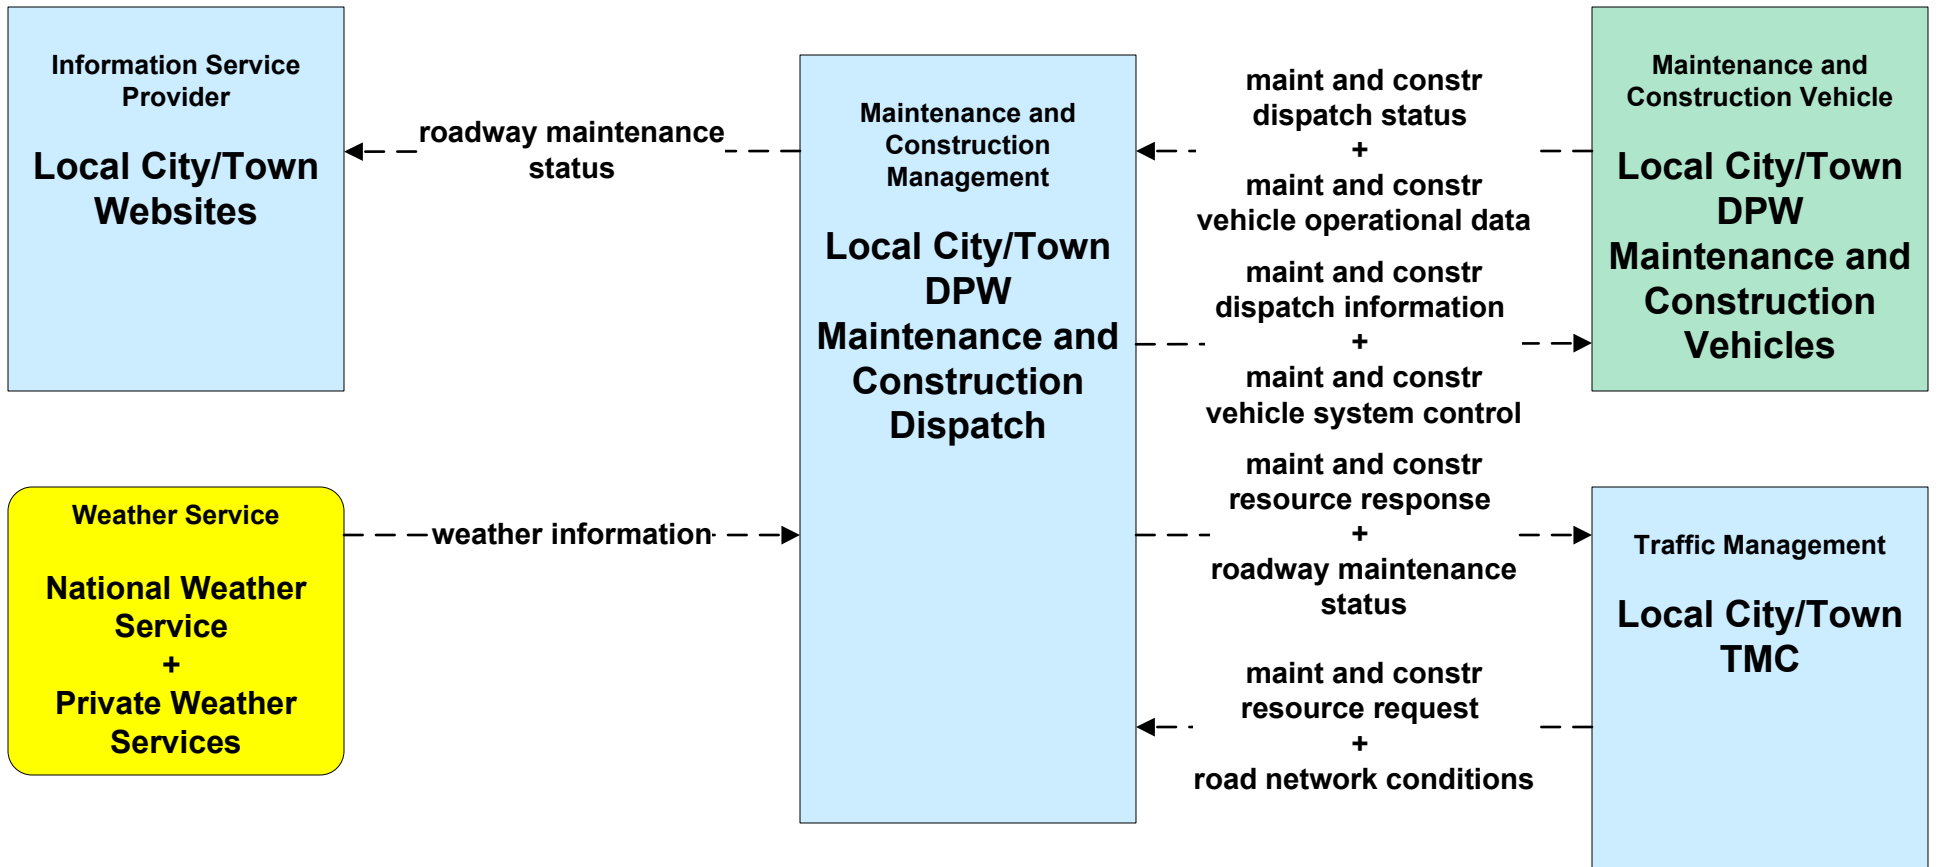 Information Service
Provider
Local City/Town
Websites
roadway maintenance
status
Weather Service
National Weather
Service
+
Private Weather
Services
weather information
Maintenance and
Construction
Management
Local City/Town
DPW
Maintenance and
Construction
Dispatch
maint and constr
dispatch status
+
maint and constr
vehicle operational data
maint and constr
dispatch information
+
maint and constr
vehicle system control
maint and constr
resource response
+
roadway maintenance
status
maint and constr
resource request
+
road network conditions
Maintenance and
Construction Vehicle
Local City/Town
DPW
Maintenance and
Construction
Vehicles
Traffic Management
Local City/Town
TMC